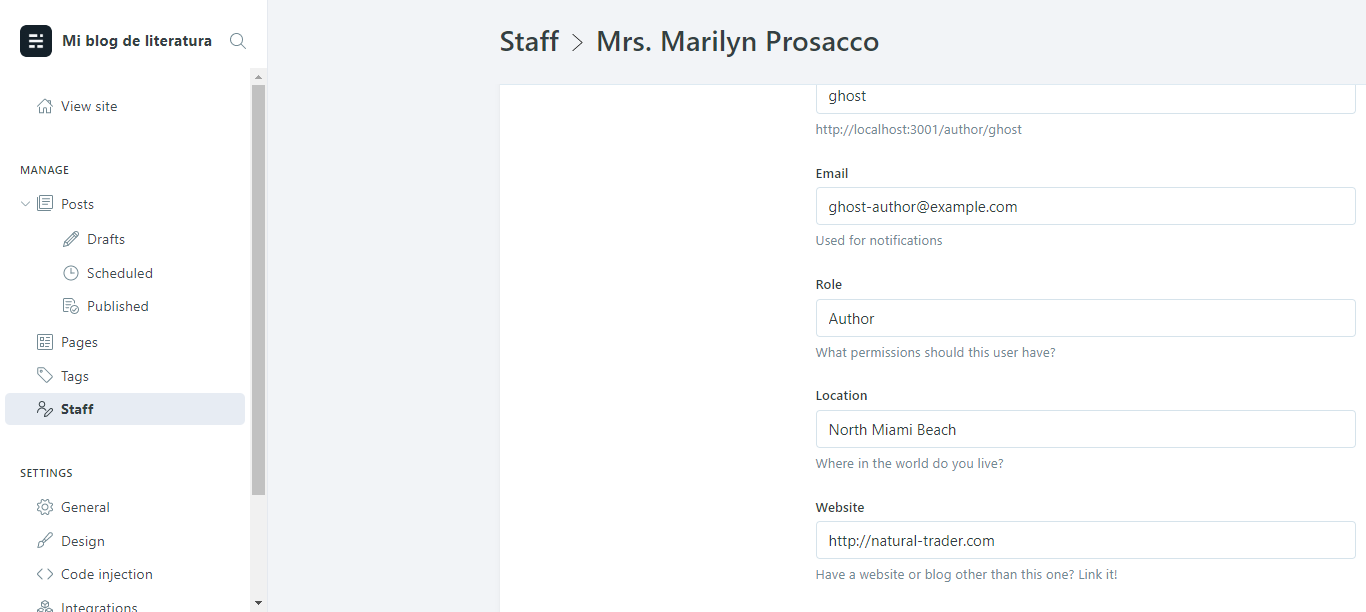 Mi blog de literatura
View site
MANAGE
Posts
Drafts
Scheduled
Published
Pages
Tags
Staff
SETTINGS
General
Design
Code injection
Integrations
Staff > Mrs. Marilyn Prosacco
ghost
http://localhost:3001/author/ghost
Email
ghost-author@example.com
Used for notifications
Role
Author
What permissions should this user have?
Location
North Miami Beach
Where in the world do you live?
Website
http://natural-trader.com
Have a website or blog other than this one? Link it!